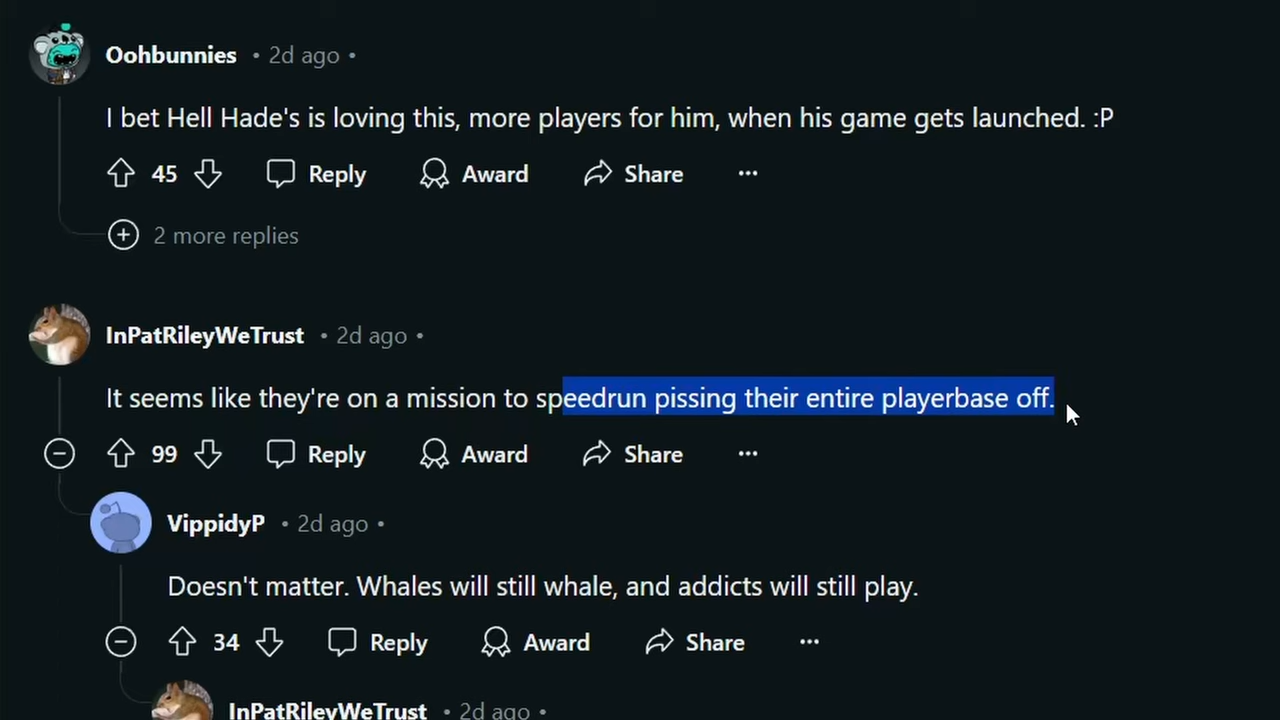 Oohbunnies • 2d ago •
I bet Hell Hade's is loving this, more players for him, when his game gets launched. :P
45 Reply Award Share ...
2 more replies
InPatRileyWeTrust • 2d ago •
It seems like they're on a mission to speedrun pissing their entire playerbase off.
99 Reply Award Share ...
VippidyP • 2d ago •
Doesn't matter. Whales will still whale, and addicts will still play.
34 Reply Award Share ...
InPatRileyWeTrust • 2d ago •